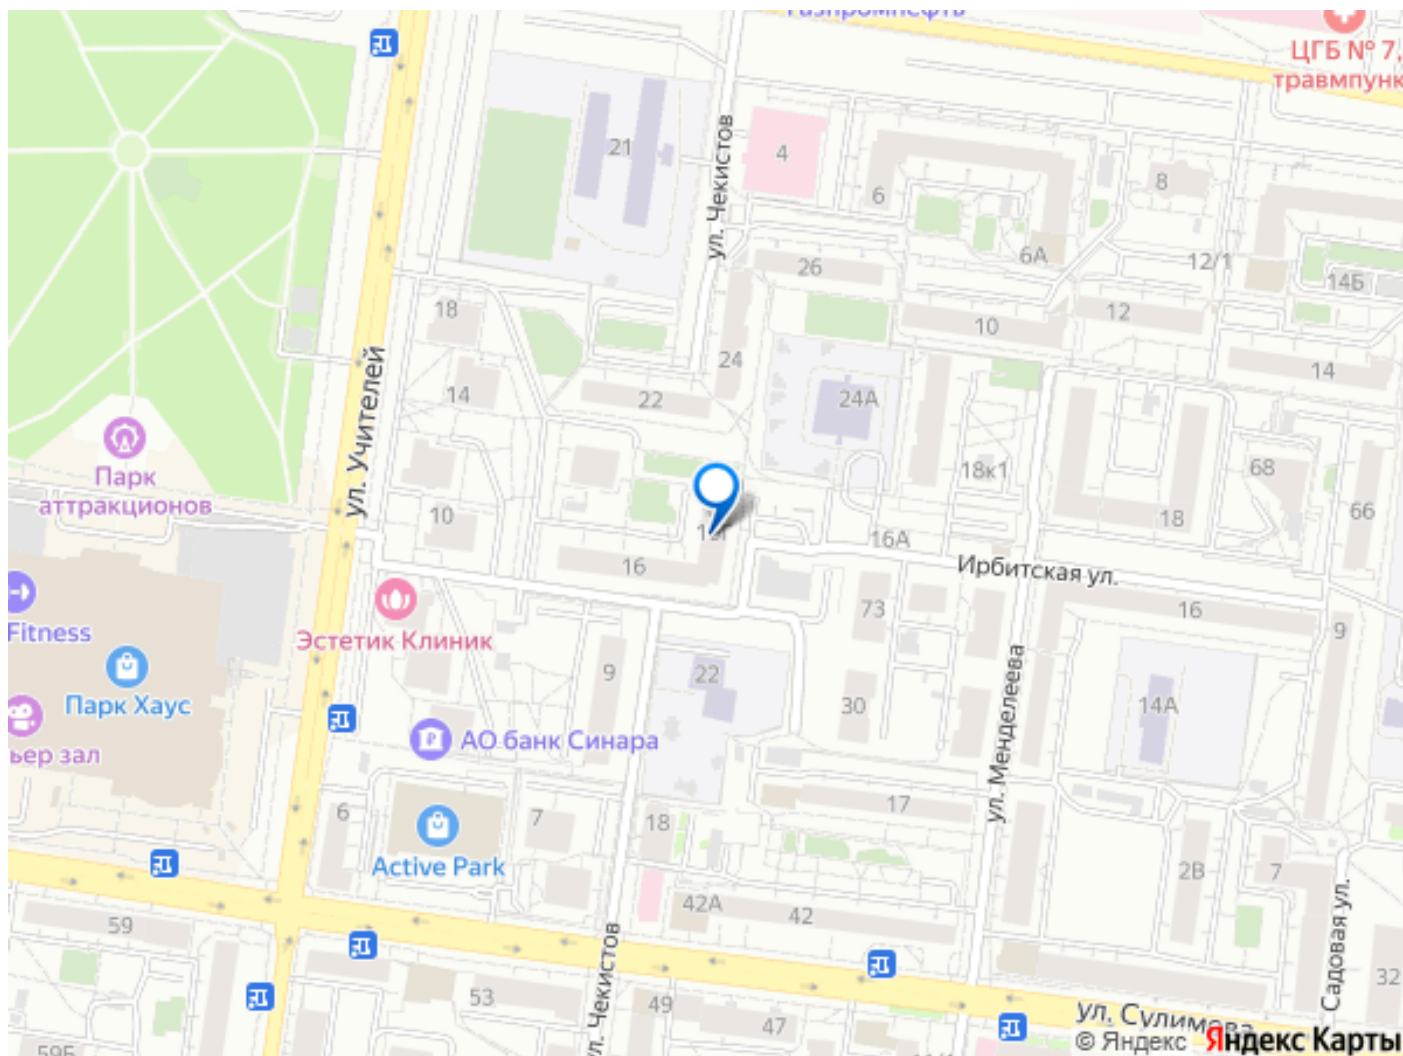 Газпромнефть
ЦГБ № 7,
травмпунк
21
ул. Чекистов
4
6
8
6А
12/1
14Б
26
18
10
12
24
14
14
22
24А
ул. Учителей
Парк
аттракционов
18к1
68
66
10
18
16А
16
Ирбитская ул.
Fitness
Эстетик Клиник
73
16
9
9
22
Парк Хаус
30
14А
ул. Менделеева
АО банк Синара
ьер зал
6
7
18
17
Active Park
2В
7
42А
42
59
Садовая ул.
ул. Чекистов
53
49
47
32
ул. Сулимова
59Б
© Яндекс Яндекс Карты